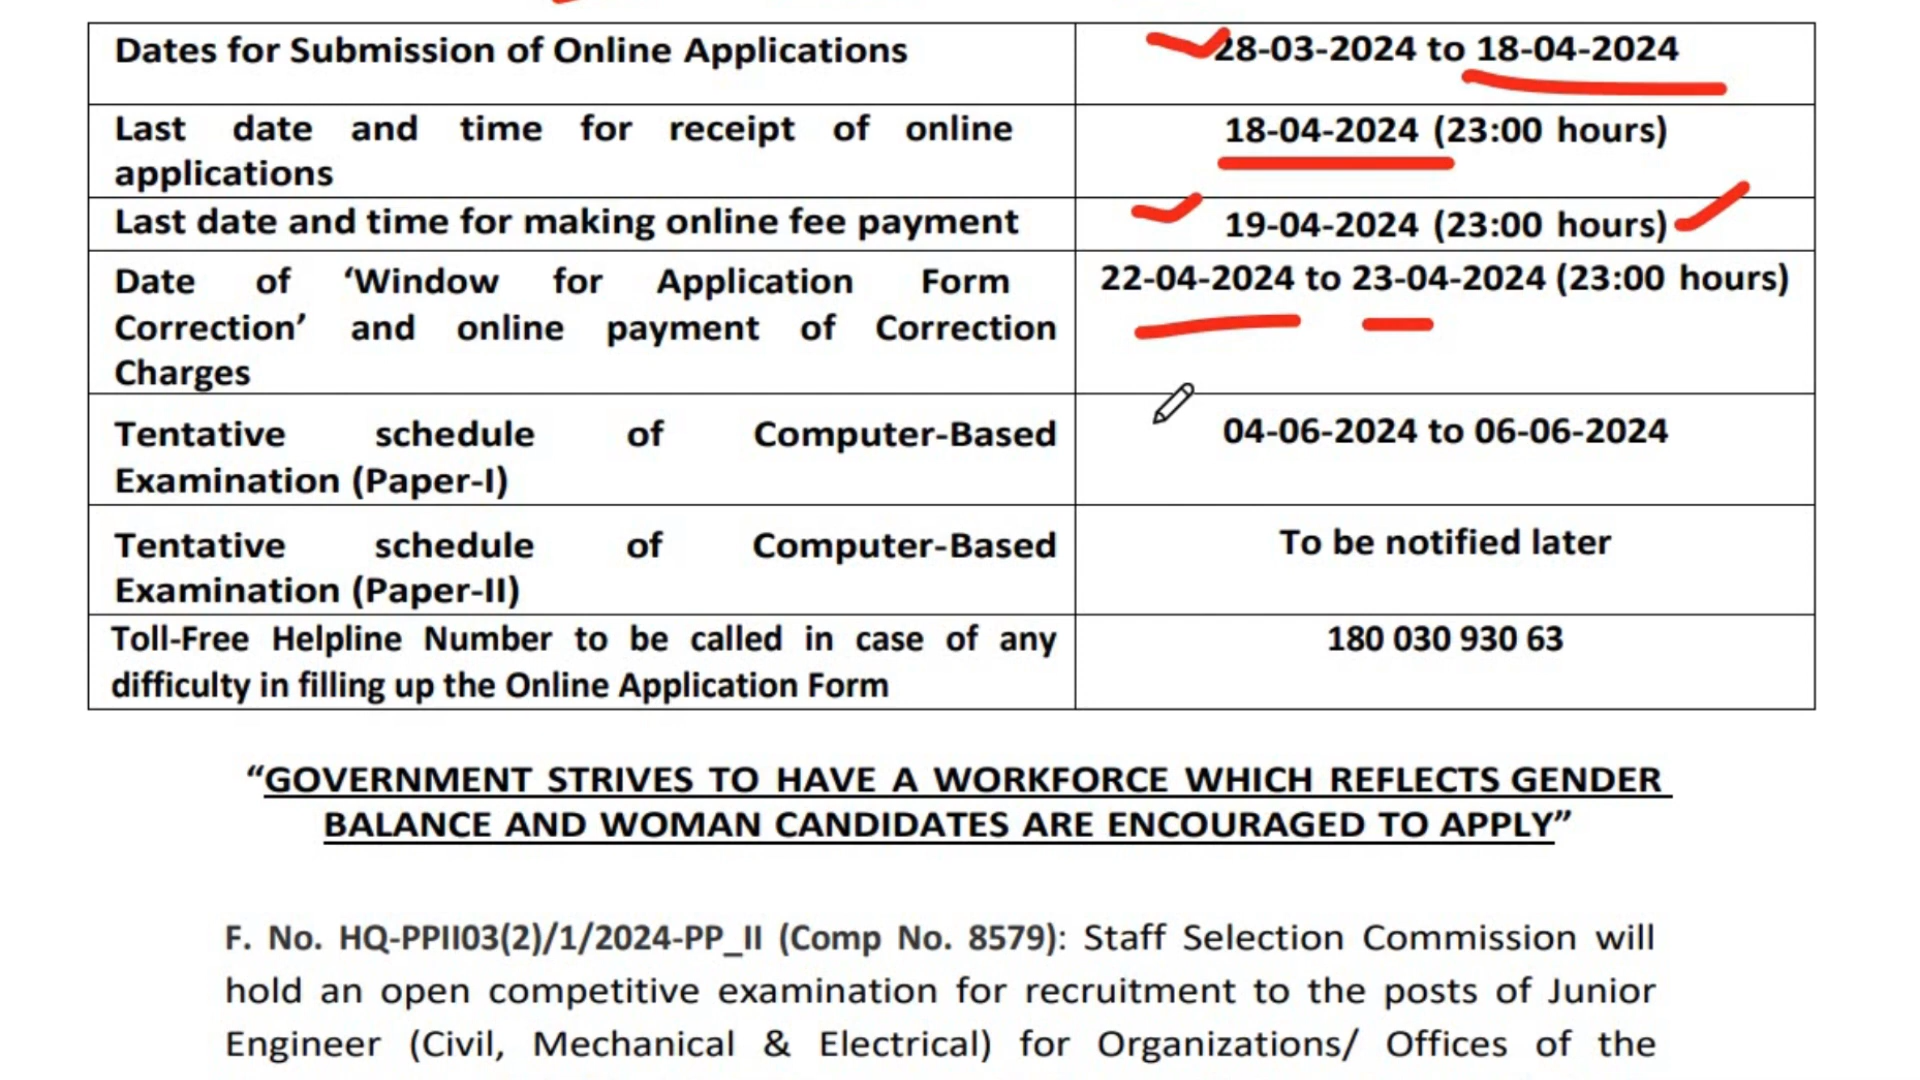 Dates for Submission of Online Applications
28-03-2024 to 18-04-2024
Last date and time for receipt of online
applications
18-04-2024 (23:00 hours)
Last date and time for making online fee payment
19-04-2024 (23:00 hours)
Date of ‘Window for Application Form
Correction’ and online payment of Correction
Charges
22-04-2024 to 23-04-2024 (23:00 hours)
Tentative schedule of Computer-Based
Examination (Paper-I)
04-06-2024 to 06-06-2024
Tentative schedule of Computer-Based
Examination (Paper-II)
To be notified later
Toll-Free Helpline Number to be called in case of any
difficulty in filling up the Online Application Form
180 030 930 63
“GOVERNMENT STRIVES TO HAVE A WORKFORCE WHICH REFLECTS GENDER
BALANCE AND WOMAN CANDIDATES ARE ENCOURAGED TO APPLY”
F. No. HQ-PPII03(2)/1/2024-PP_II (Comp No. 8579): Staff Selection Commission will
hold an open competitive examination for recruitment to the posts of Junior
Engineer (Civil, Mechanical & Electrical) for Organizations/ Offices of the